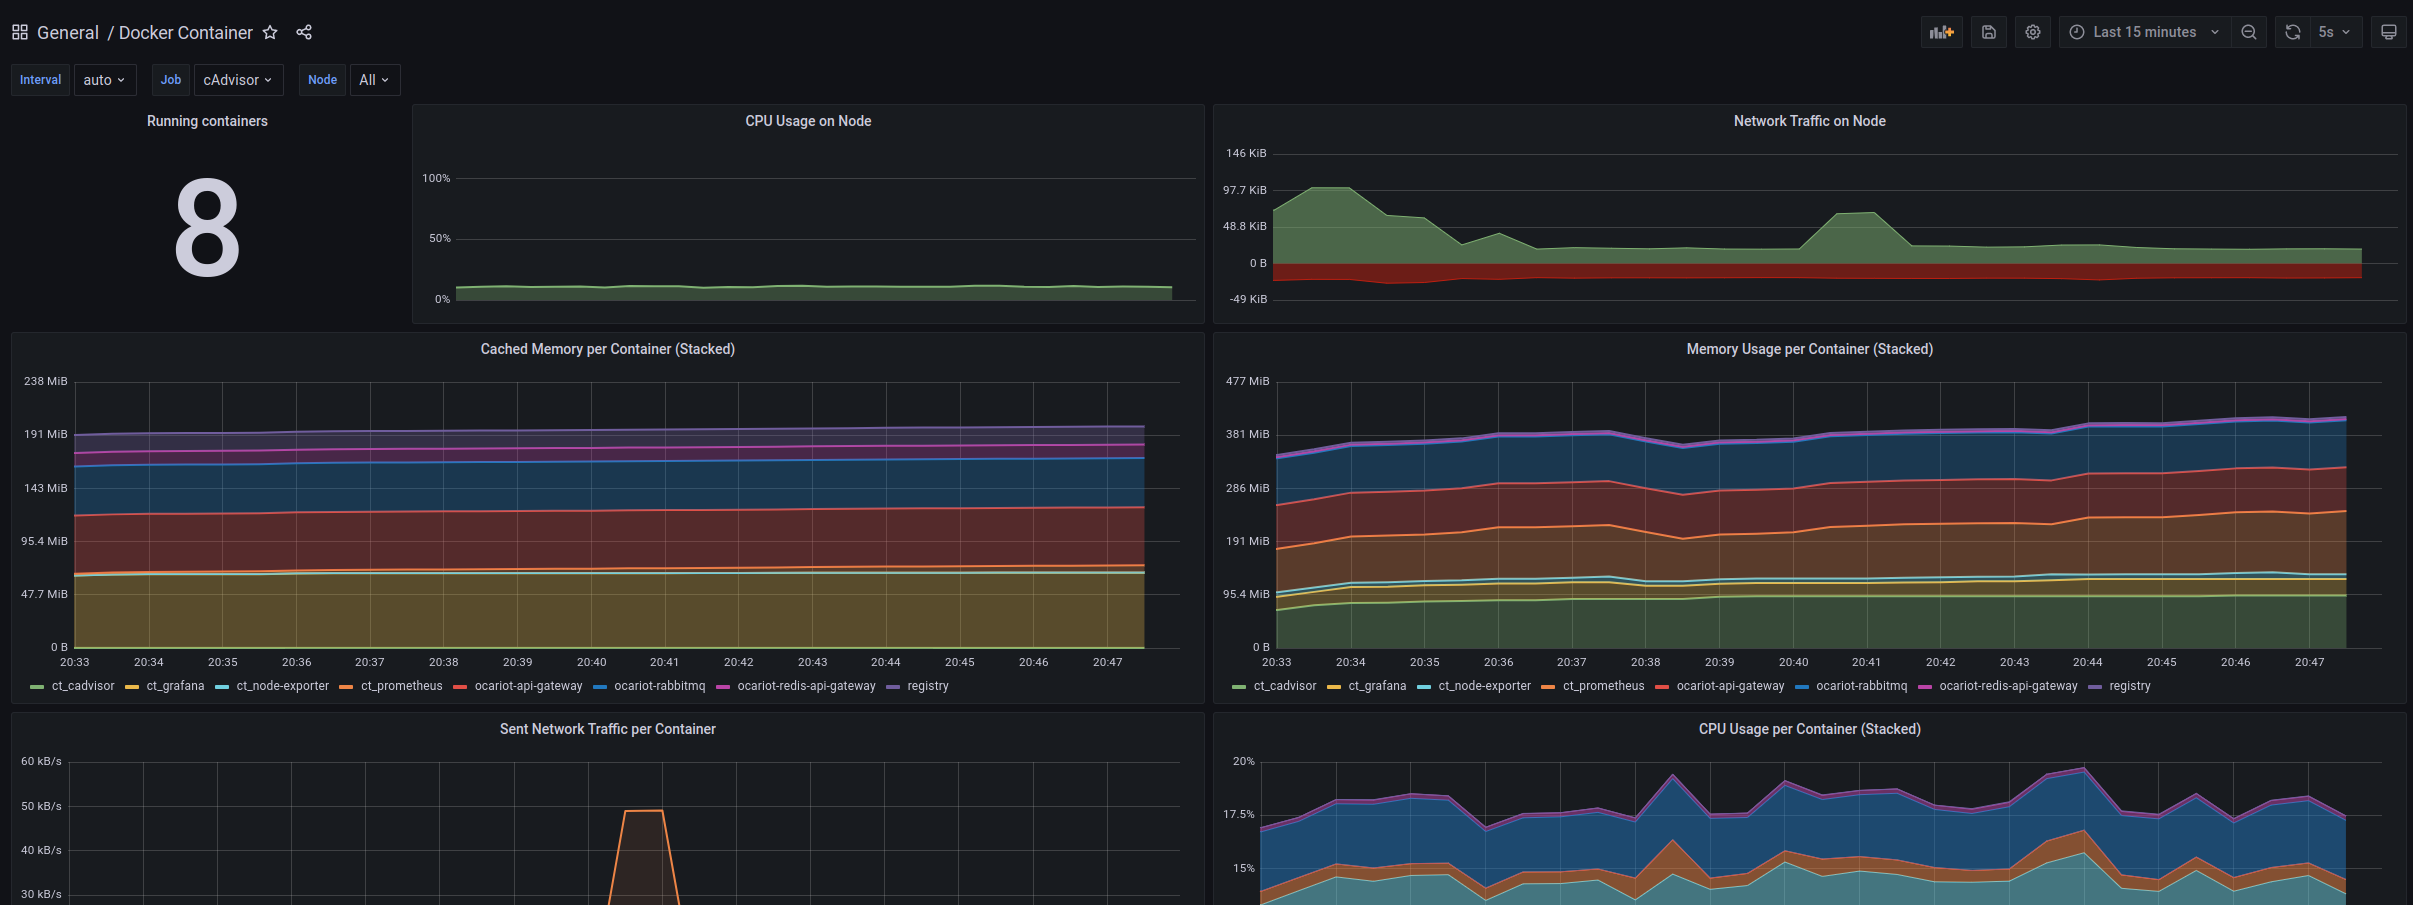 General / Docker Container
Last 15 minutes
5s
Interval auto Job cAdvisor Node All
Running containers
8
CPU Usage on Node
100%
50%
0%
Network Traffic on Node
146 KiB
97.7 KiB
48.8 KiB
0 B
-49 KiB
Cached Memory per Container (Stacked)
238 MiB
191 MiB
143 MiB
95.4 MiB
47.7 MiB
0 B
20:33 20:34 20:35 20:36 20:37 20:38 20:39 20:40 20:41 20:42 20:43 20:44 20:45 20:46 20:47
ct_cadvisor ct_grafana ct_node-exporter ct_prometheus ocariot-api-gateway ocariot-rabbitmq ocariot-redis-api-gateway registry
Memory Usage per Container (Stacked)
477 MiB
381 MiB
286 MiB
191 MiB
95.4 MiB
0 B
20:33 20:34 20:35 20:36 20:37 20:38 20:39 20:40 20:41 20:42 20:43 20:44 20:45 20:46 20:47
ct_cadvisor ct_grafana ct_node-exporter ct_prometheus ocariot-api-gateway ocariot-rabbitmq ocariot-redis-api-gateway registry
Sent Network Traffic per Container
60 kB/s
50 kB/s
40 kB/s
30 kB/s
CPU Usage per Container (Stacked)
20%
17.5%
15%